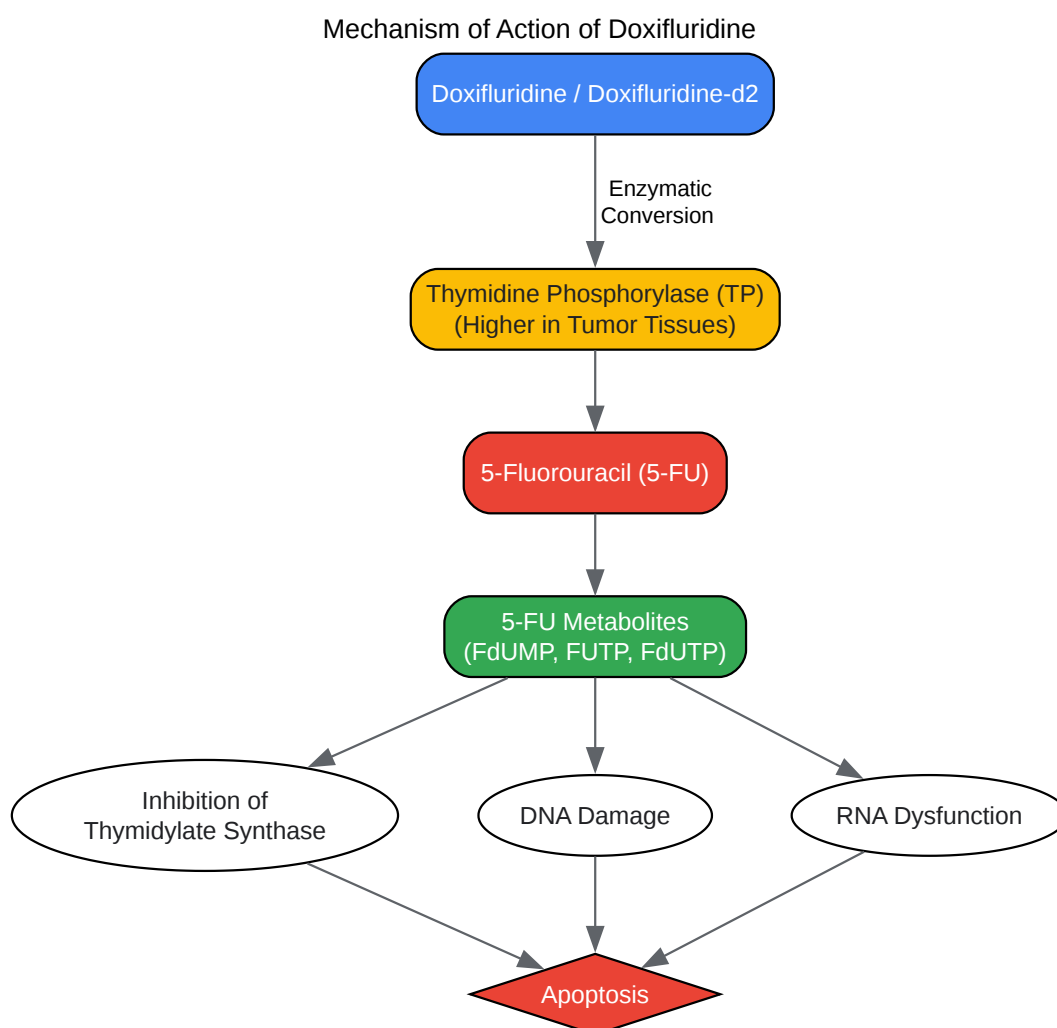 Mechanism of Action of Doxifluridine
Doxifluridine / Doxifluridine-d2
Enzymatic
Conversion
Thymidine Phosphorylase (TP)
(Higher in Tumor Tissues)
5-Fluorouracil (5-FU)
5-FU Metabolites
(FdUMP, FUTP, FdUTP)
Inhibition of
Thymidylate Synthase
DNA Damage
RNA Dysfunction
Apoptosis